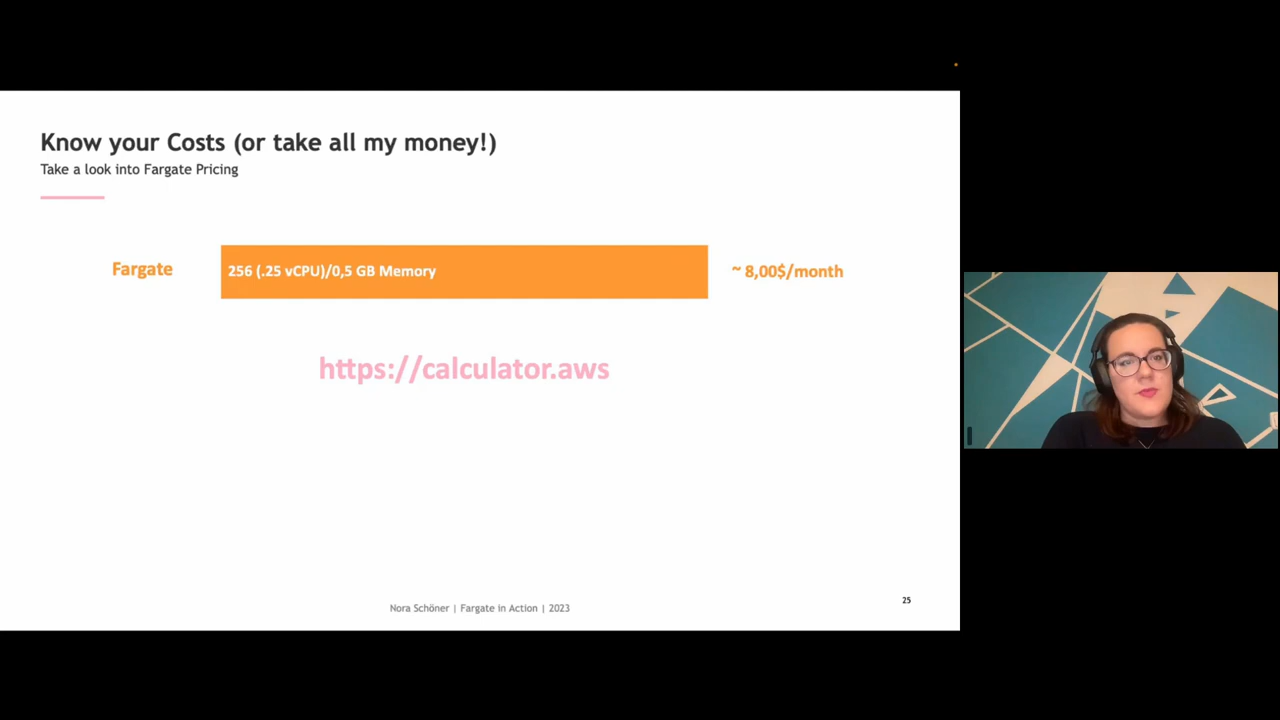 Know your Costs (or take all my money!)
Take a look into Fargate Pricing
Fargate
256 (.25 vCPU)/0,5 GB Memory
~ 8,00$/month
https://calculator.aws
Nora Schöner | Fargate in Action | 2023
25